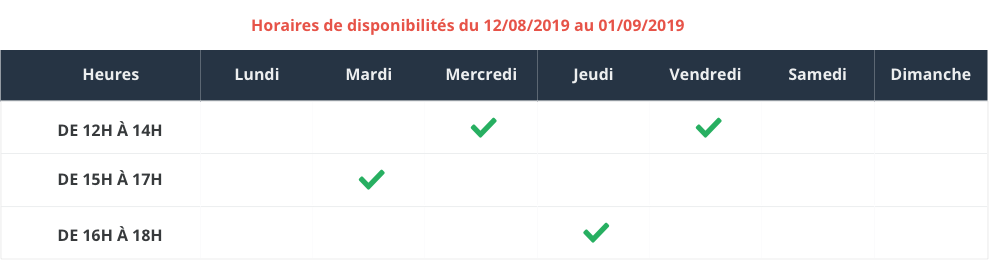 Horaires de disponibilités du 12/08/2019 au 01/09/2019
Heures Lundi Mardi Mercredi Jeudi Vendredi Samedi Dimanche
DE 12H À 14H
DE 15H À 17H
DE 16H À 18H